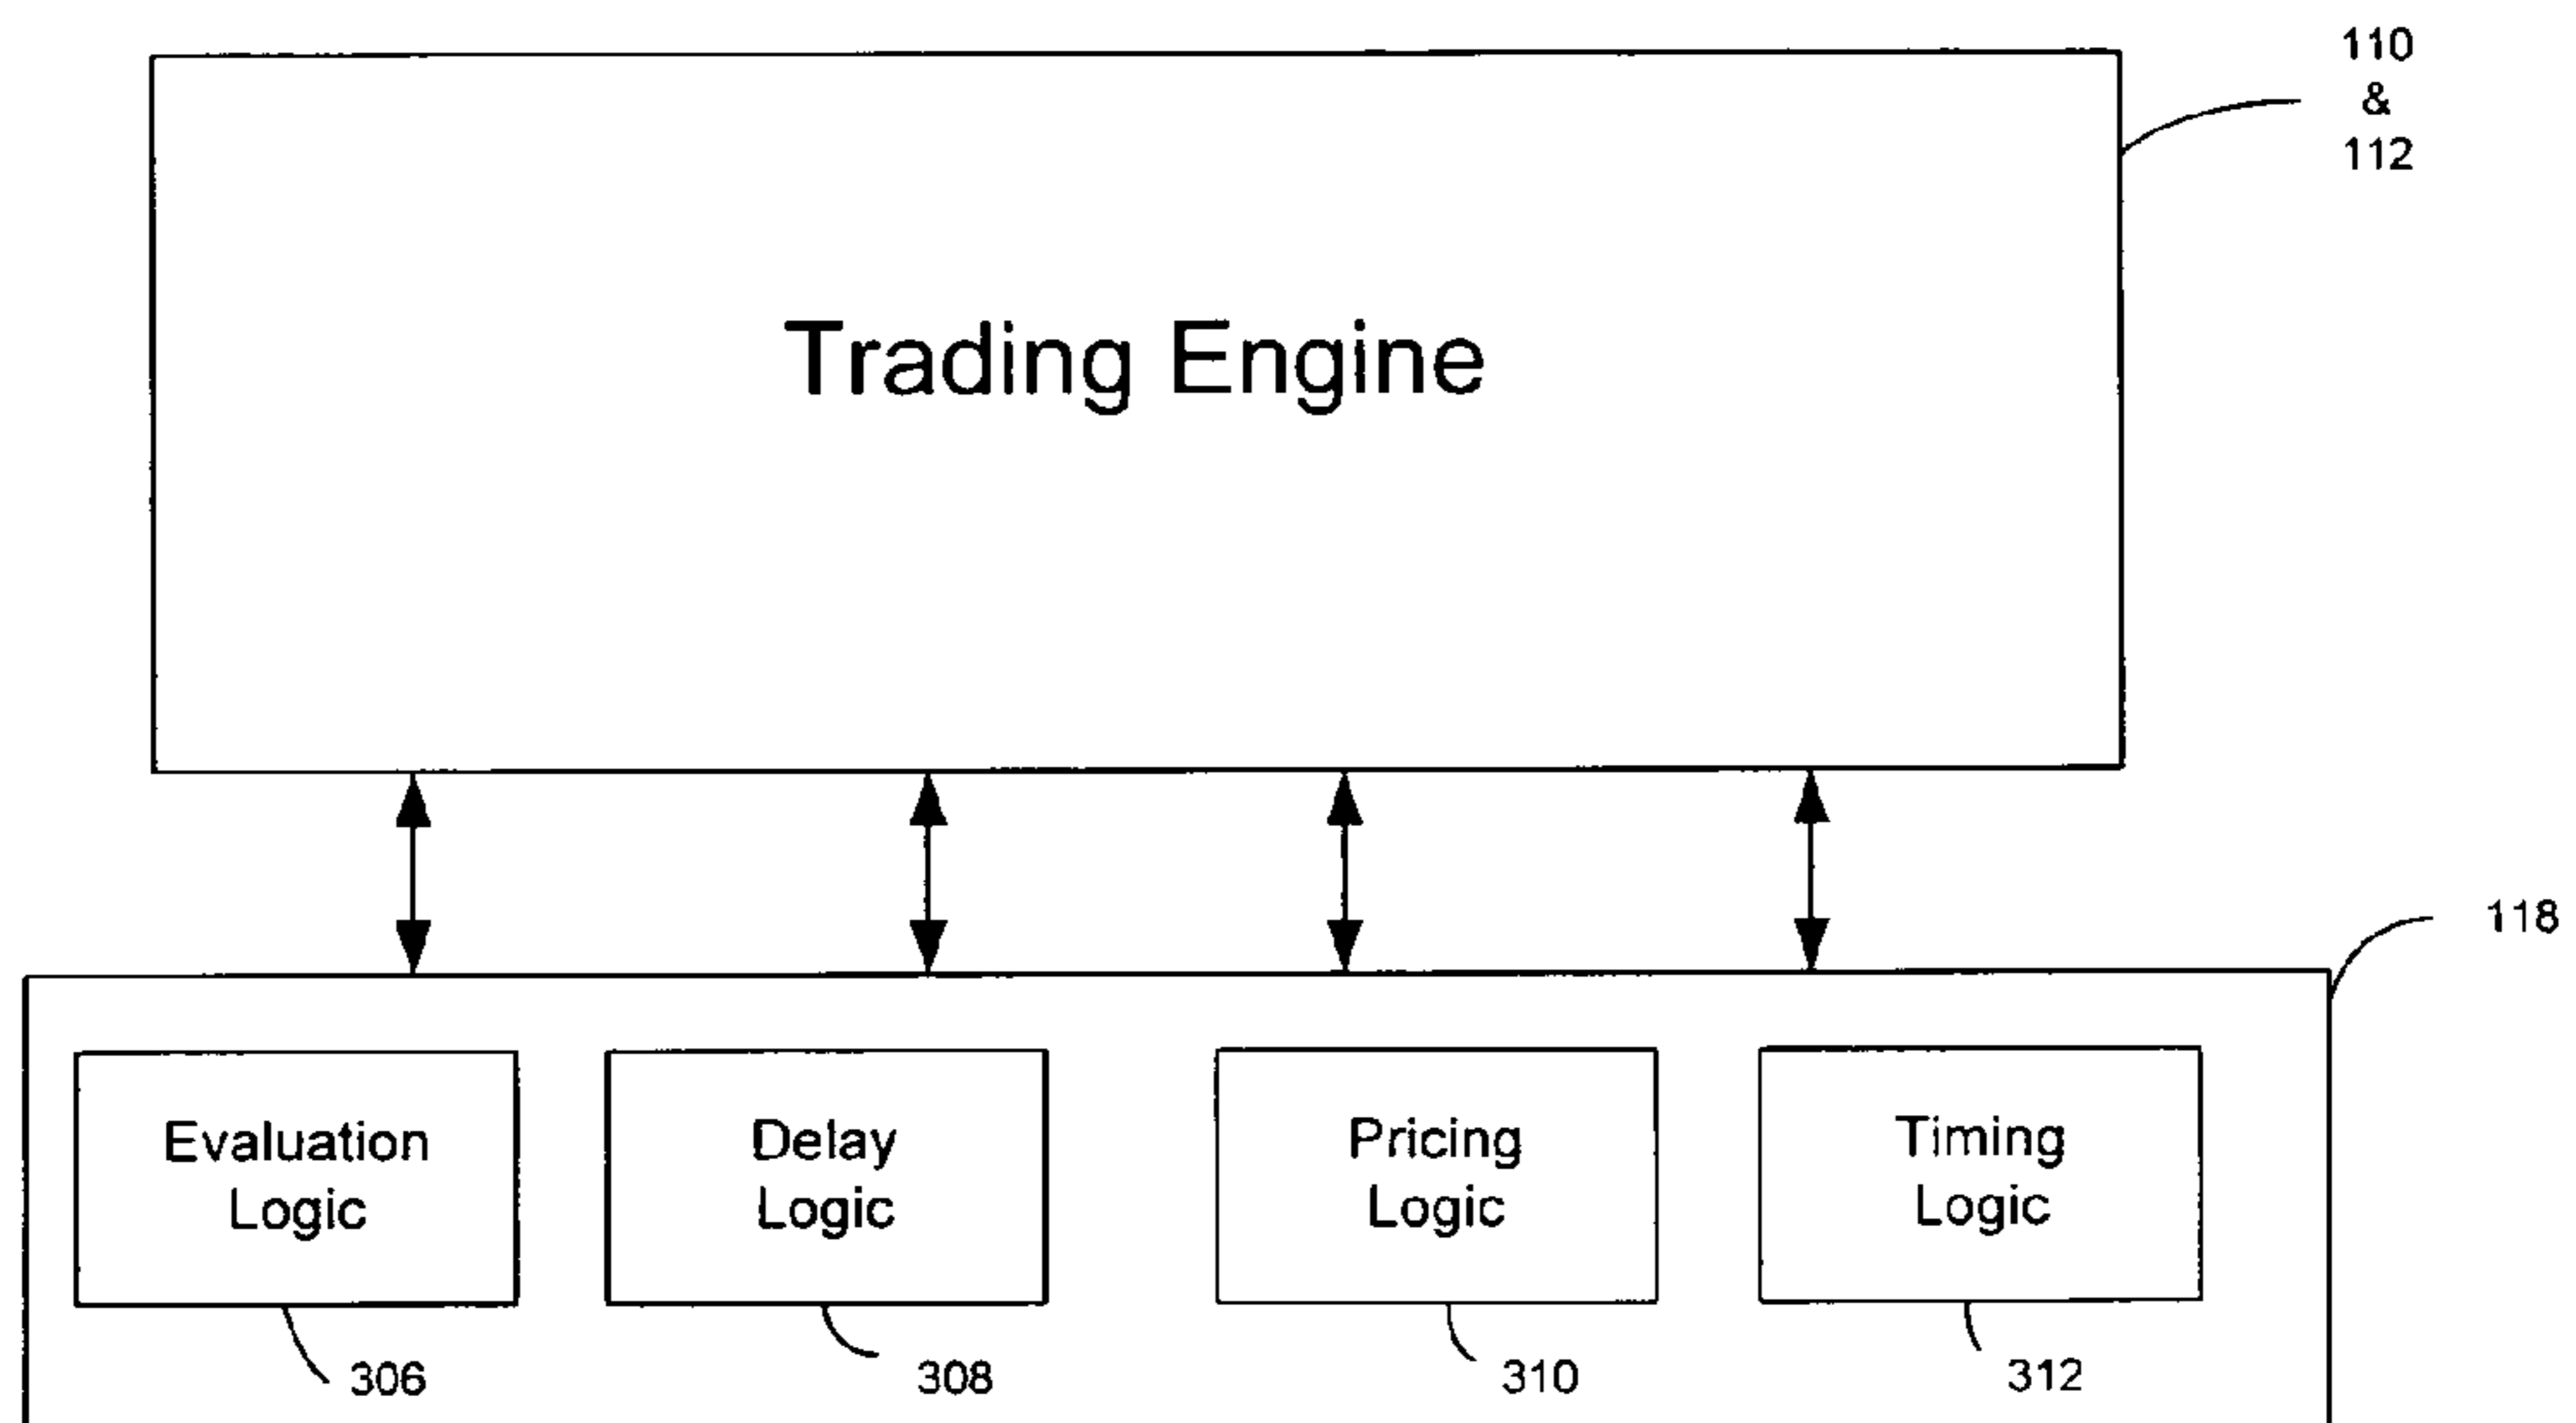 110
&
112
Trading Engine
118
Evaluation
Logic
Delay
Logic
Pricing
Logic
Timing
Logic
306
308
310
312